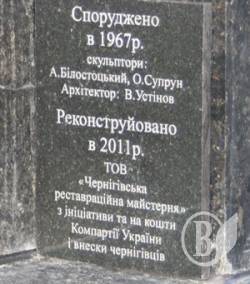 Споруджено
в 1967р.
скульптори:
А.Білостоцький, О.Супрун
Архітектор: В.Устінов
Реконструйовано
в 2011р.
ТОВ
«Чернігівська
реставраційна майстерня»
з ініціативи та на кошти
Компартії України
і внески чернігівців
В